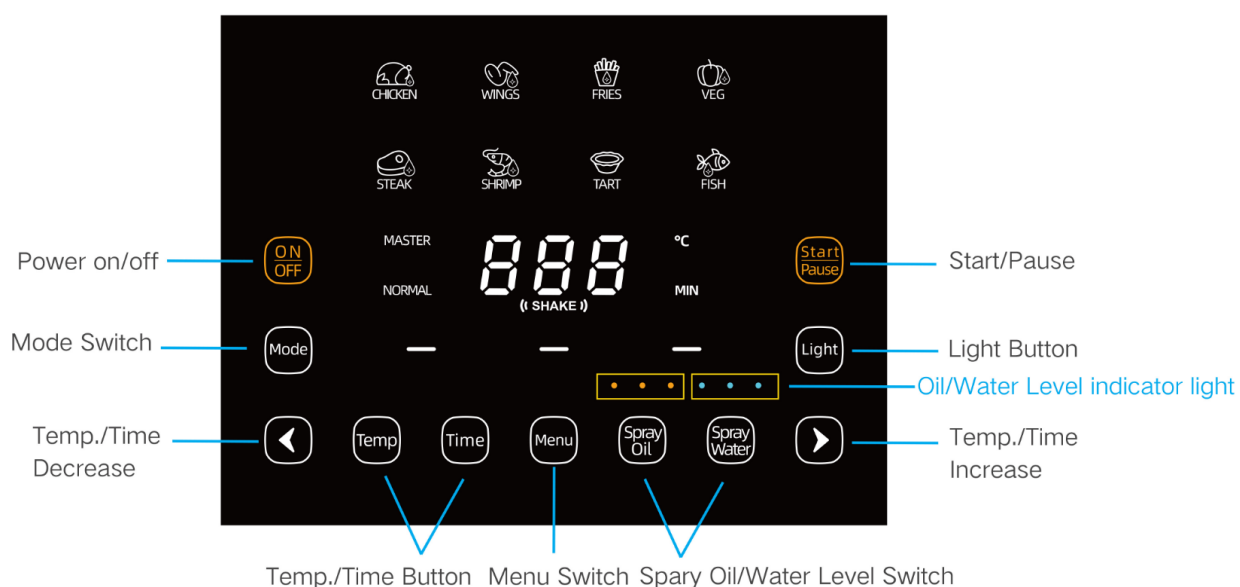 CHICKEN WINGS FRIES VEG
STEAK SHRIMP TART FISH
Power on/off
ON
OFF
MASTER
NORMAL
888
°C
MIN
(( SHAKE ))
Start
Pause
Start/Pause
Mode Switch
Mode
Light
Light Button
Oil/Water Level indicator light
Temp./Time
Decrease
Temp
Time
Menu
Spray
Oil
Spray
Water
Temp./Time
Increase
Temp./Time Button Menu Switch Spary Oil/Water Level Switch